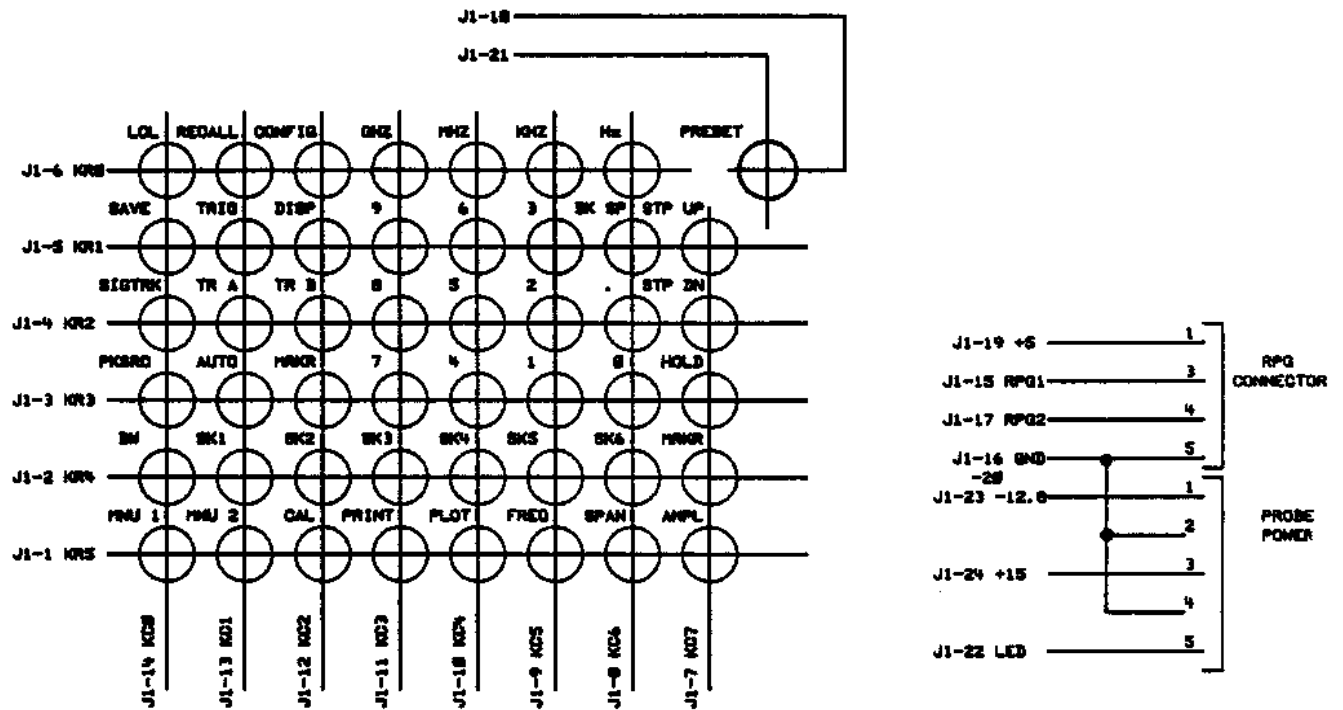 J1-18
J1-21
LCL RECALL CONFIG GHZ MHZ KHZ Hz PRESET
J1-6 KR0
SAVE TRIG DISP 9 6 3 BK SP STP UP
J1-5 KR1
SIGTRK TR A TR B 8 5 2 . STP DN
J1-4 KR2
PKSRC AUTO MRKR 7 4 1 0 HOLD
J1-3 KR3
BW SK1 SK2 SK3 SK4 SK5 SK6 MRKR
J1-2 KR4
MNU 1 MNU 2 CAL PRINT PLOT FREQ SPAN AMPL
J1-1 KR5
J1-14 KC0
J1-13 KC1
J1-12 KC2
J1-11 KC3
J1-10 KC4
J1-9 KC5
J1-8 KC6
J1-7 KC7
J1-19 +5 1
J1-15 RPG1 3
J1-17 RPG2 4
J1-16 GND 5
-20
RPG
CONNECTOR
J1-23 -12.6 1
2
J1-24 +15 3
4
J1-22 LED 5
PROBE
POWER